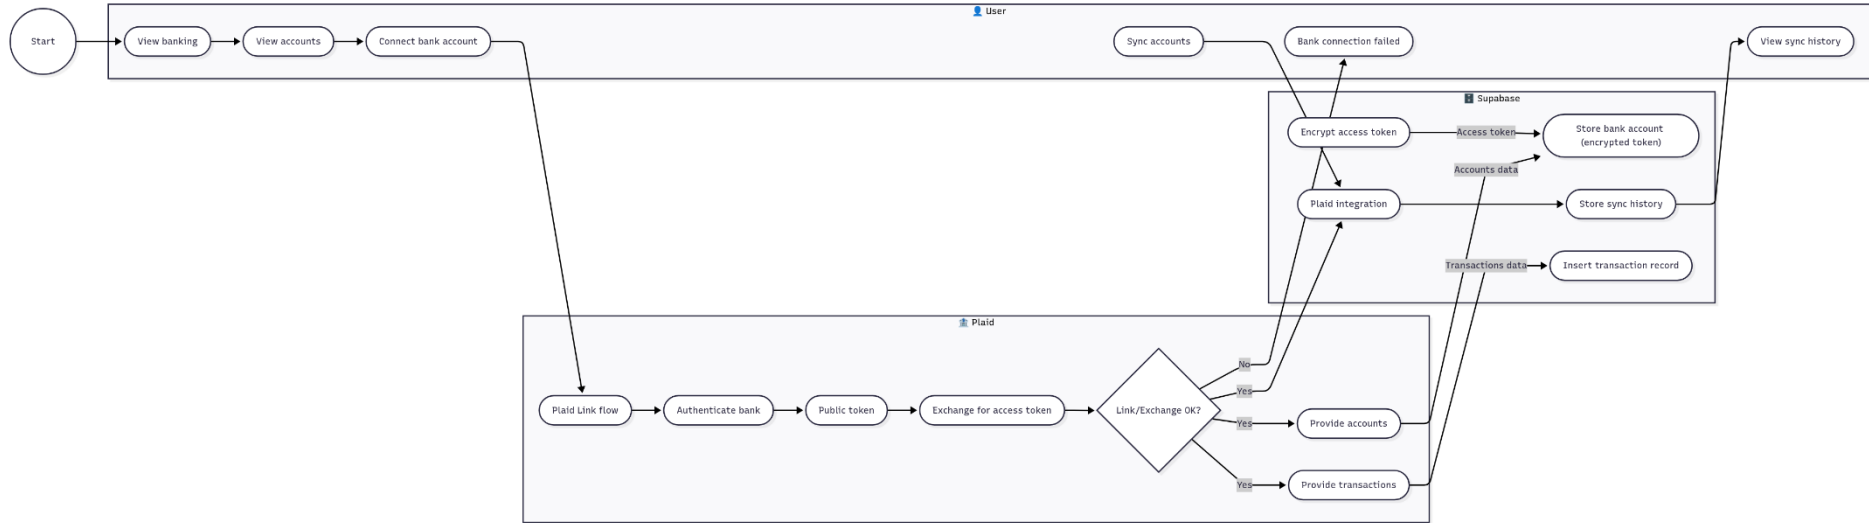 User
Start
View banking
View accounts
Connect bank account
Sync accounts
Bank connection failed
View sync history
Supabase
Encrypt access token
Access token
Store bank account
(encrypted token)
Accounts data
Plaid integration
Store sync history
Transactions data
Insert transaction record
Plaid
No
Yes
Plaid Link flow
Authenticate bank
Public token
Exchange for access token
Link/Exchange OK?
Yes
Provide accounts
Yes
Provide transactions